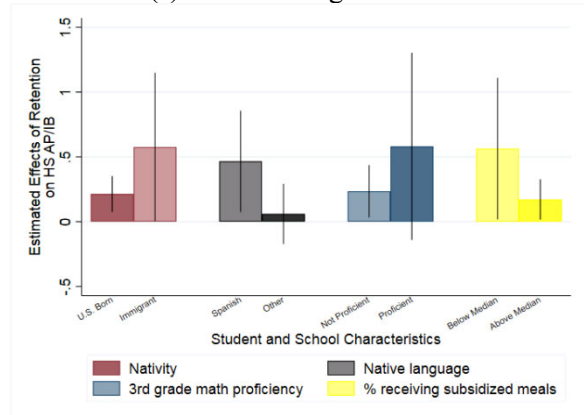 1.5
1
.5
0
-.5
Estimated Effects of Retention
on HS AP/IB
U.S. Born
Immigrant
Spanish
Other
Not Proficient
Proficient
Below Median
Above Median
Student and School Characteristics
Nativity
Native language
3rd grade math proficiency
% receiving subsidized meals